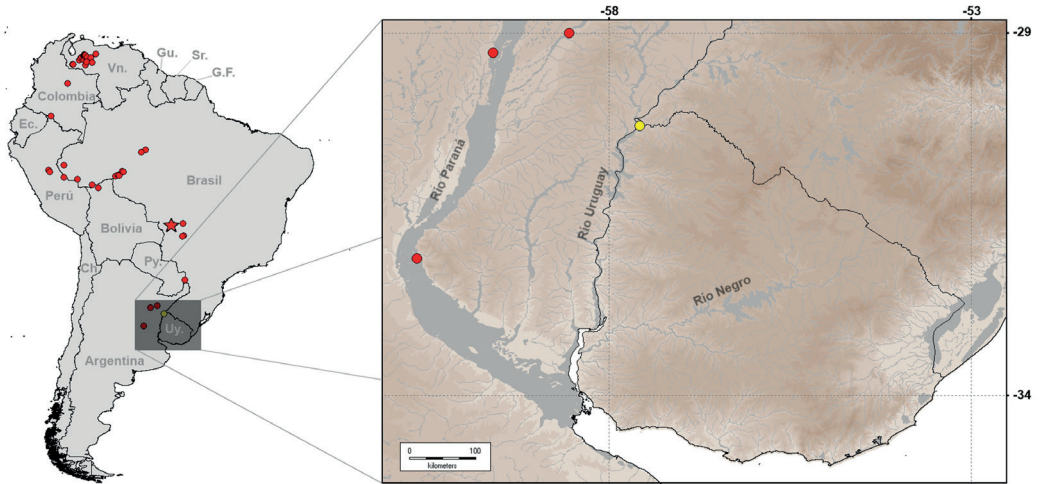 Gu.
Sr.
Vn.
G.F.
Colombia
Ec.
Brasil
Perú
Bolivia
Py.
Ch.
Uy.
Argentina
-58
-53
-29
Río Paraná
Río Uruguay
Río Negro
-34
0 100
kilometers